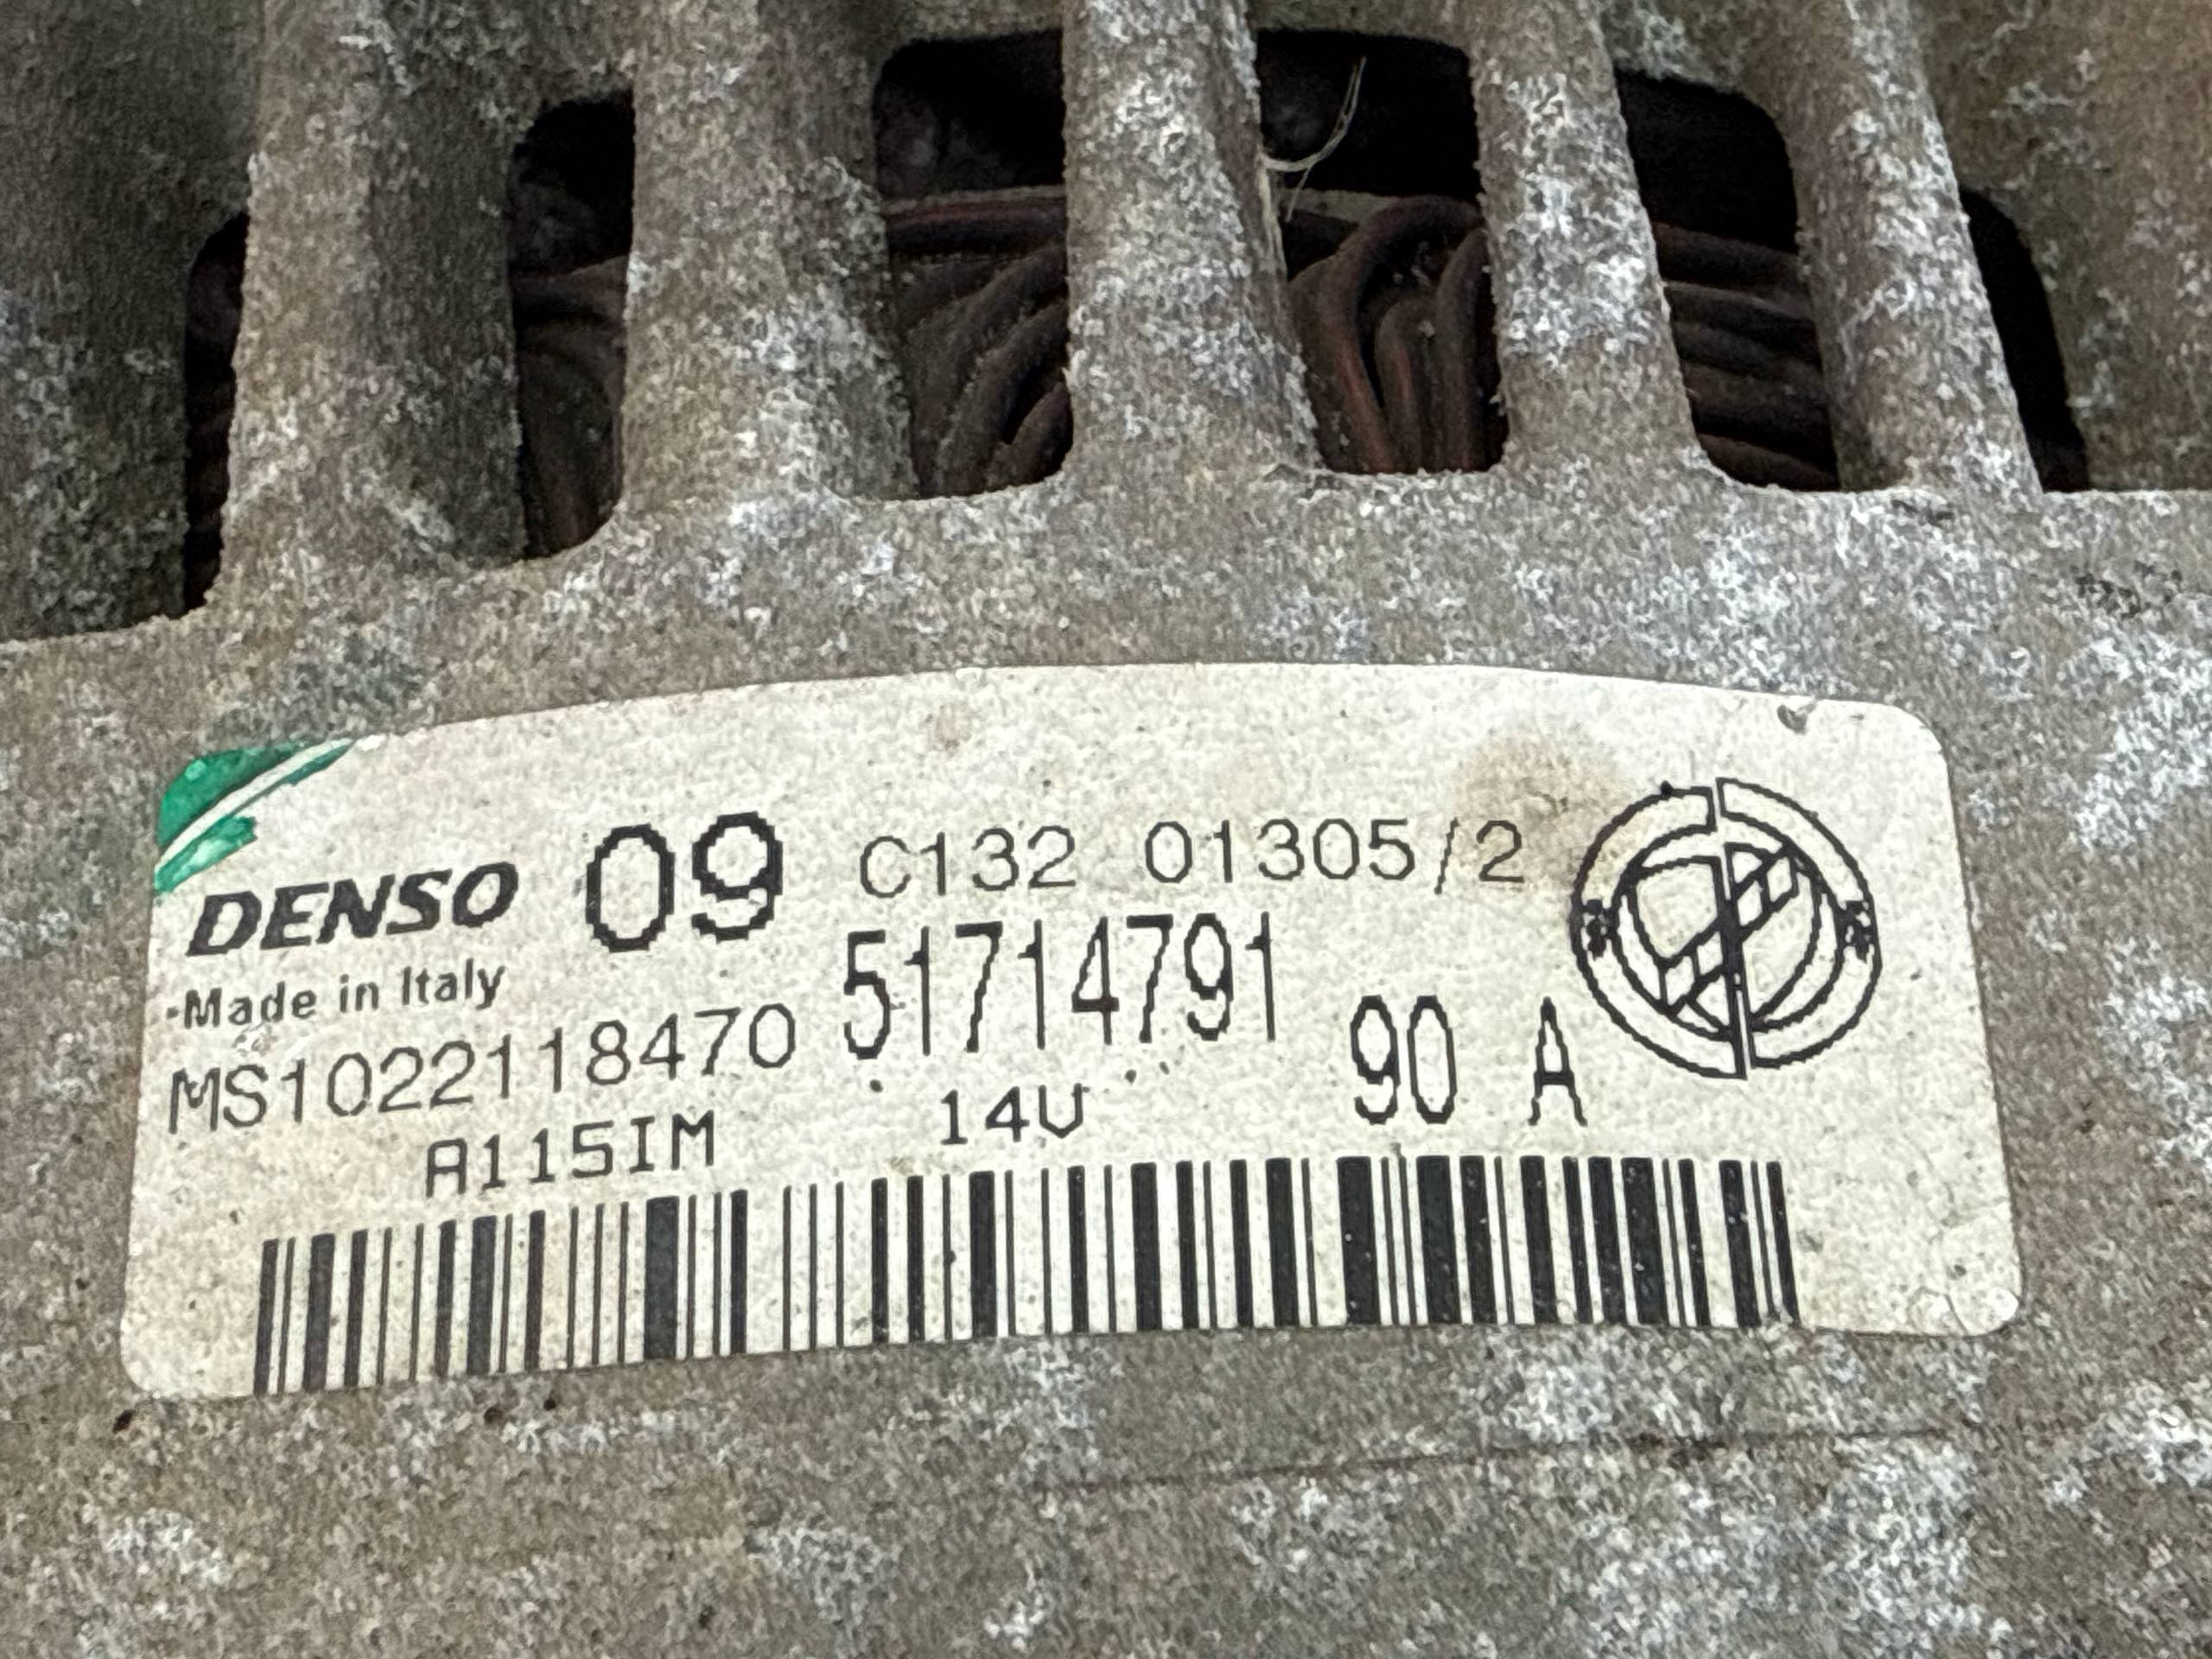 DENSO 09 C132 01305/2
Made in Italy
51714791
MS1022118470
90 A
A115IM 14V